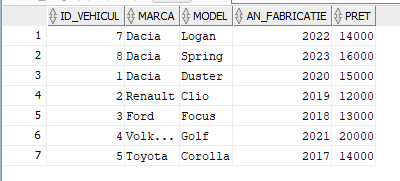 ID_VEHICUL MARCA MODEL AN_FABRICATIE PRET
1 7 Dacia Logan 2022 14000
2 8 Dacia Spring 2023 16000
3 1 Dacia Duster 2020 15000
4 2 Renault Clio 2019 12000
5 3 Ford Focus 2018 13000
6 4 Volk... Golf 2021 20000
7 5 Toyota Corolla 2017 14000